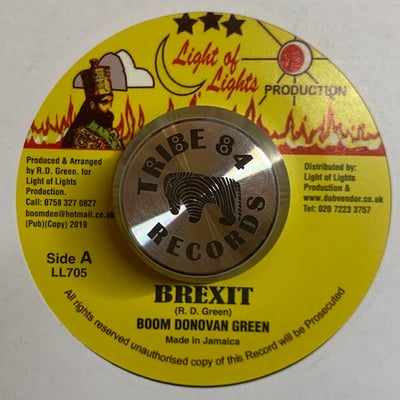 Light of
Lights
PRODUCTION
Produced & Arranged
by R.D. Green. for
Light of Lights
Production.
Call: 0758 327 0827
boomdon@hotmail.co.uk
(Pub)(Copy) 2019
Distributed by:
Light of Lights
Production &
www.dubvendor.co.uk
Tel: 020 7223 3757
TRIBE 84
RECORDS
Side A
LL705
BREXIT
(R. D. Green)
BOOM DONOVAN GREEN
Made in Jamaica
All rights reserved unauthorised copy of this Record will be Prosecuted